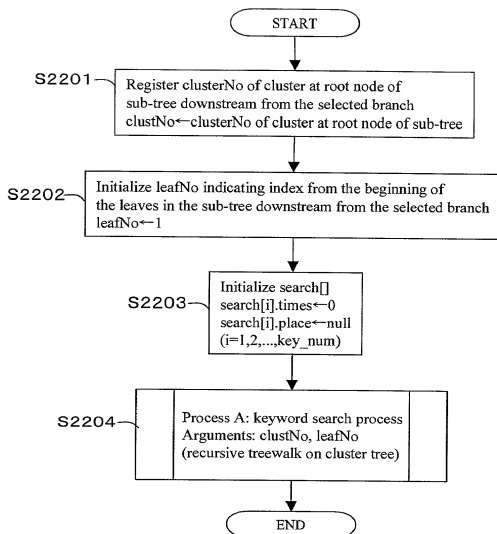 START
S2201
Register clusterNo of cluster at root node of
sub-tree downstream from the selected branch
clustNo←clusterNo of cluster at root node of sub-tree
S2202
Initialize leafNo indicating index from the beginning of
the leaves in the sub-tree downstream from the selected branch
leafNo←1
S2203
Initialize search[]
search[i].times←0
search[i].place←null
(i=1,2,...,key_num)
S2204
Process A: keyword search process
Arguments: clustNo, leafNo
(recursive treewalk on cluster tree)
END